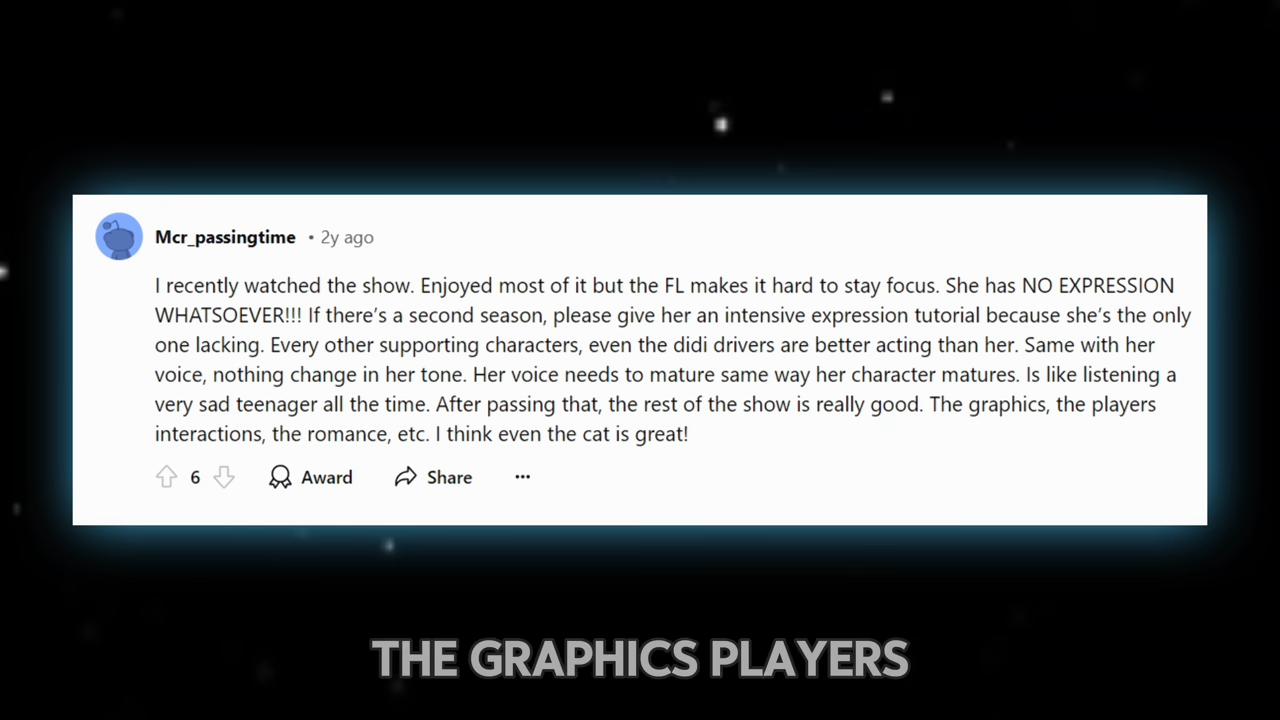 Mcr_passingtime • 2y ago
I recently watched the show. Enjoyed most of it but the FL makes it hard to stay focus. She has NO EXPRESSION
WHATSOEVER!!! If there's a second season, please give her an intensive expression tutorial because she's the only
one lacking. Every other supporting characters, even the didi drivers are better acting than her. Same with her
voice, nothing change in her tone. Her voice needs to mature same way her character matures. Is like listening a
very sad teenager all the time. After passing that, the rest of the show is really good. The graphics, the players
interactions, the romance, etc. I think even the cat is great!
6 Award Share ···
THE GRAPHICS PLAYERS